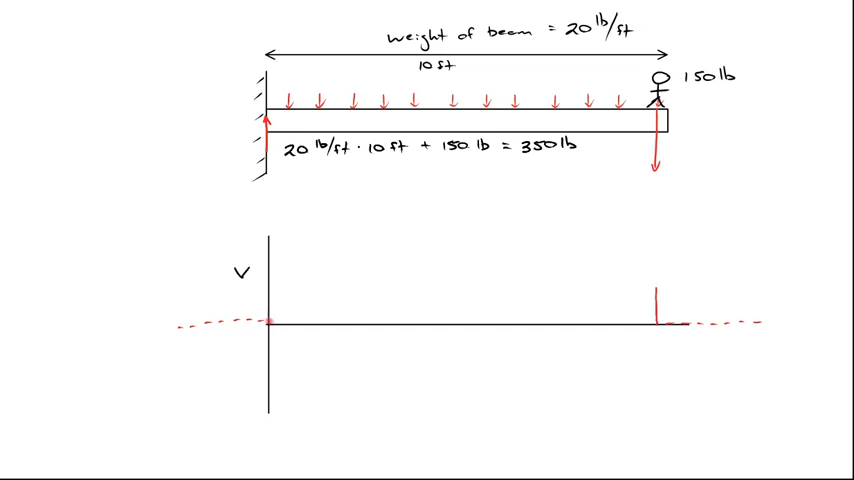 weight of beam = 20 lb/ft
10 ft
150 lb
20 lb/ft · 10 ft + 150 lb = 350 lb
V